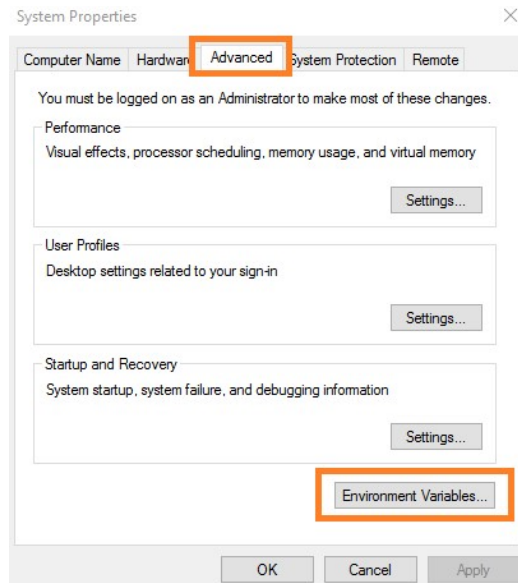 System Properties
Computer Name Hardware Advanced System Protection Remote
You must be logged on as an Administrator to make most of these changes.
Performance
Visual effects, processor scheduling, memory usage, and virtual memory
Settings...
User Profiles
Desktop settings related to your sign-in
Settings...
Startup and Recovery
System startup, system failure, and debugging information
Settings...
Environment Variables...
OK Cancel Apply